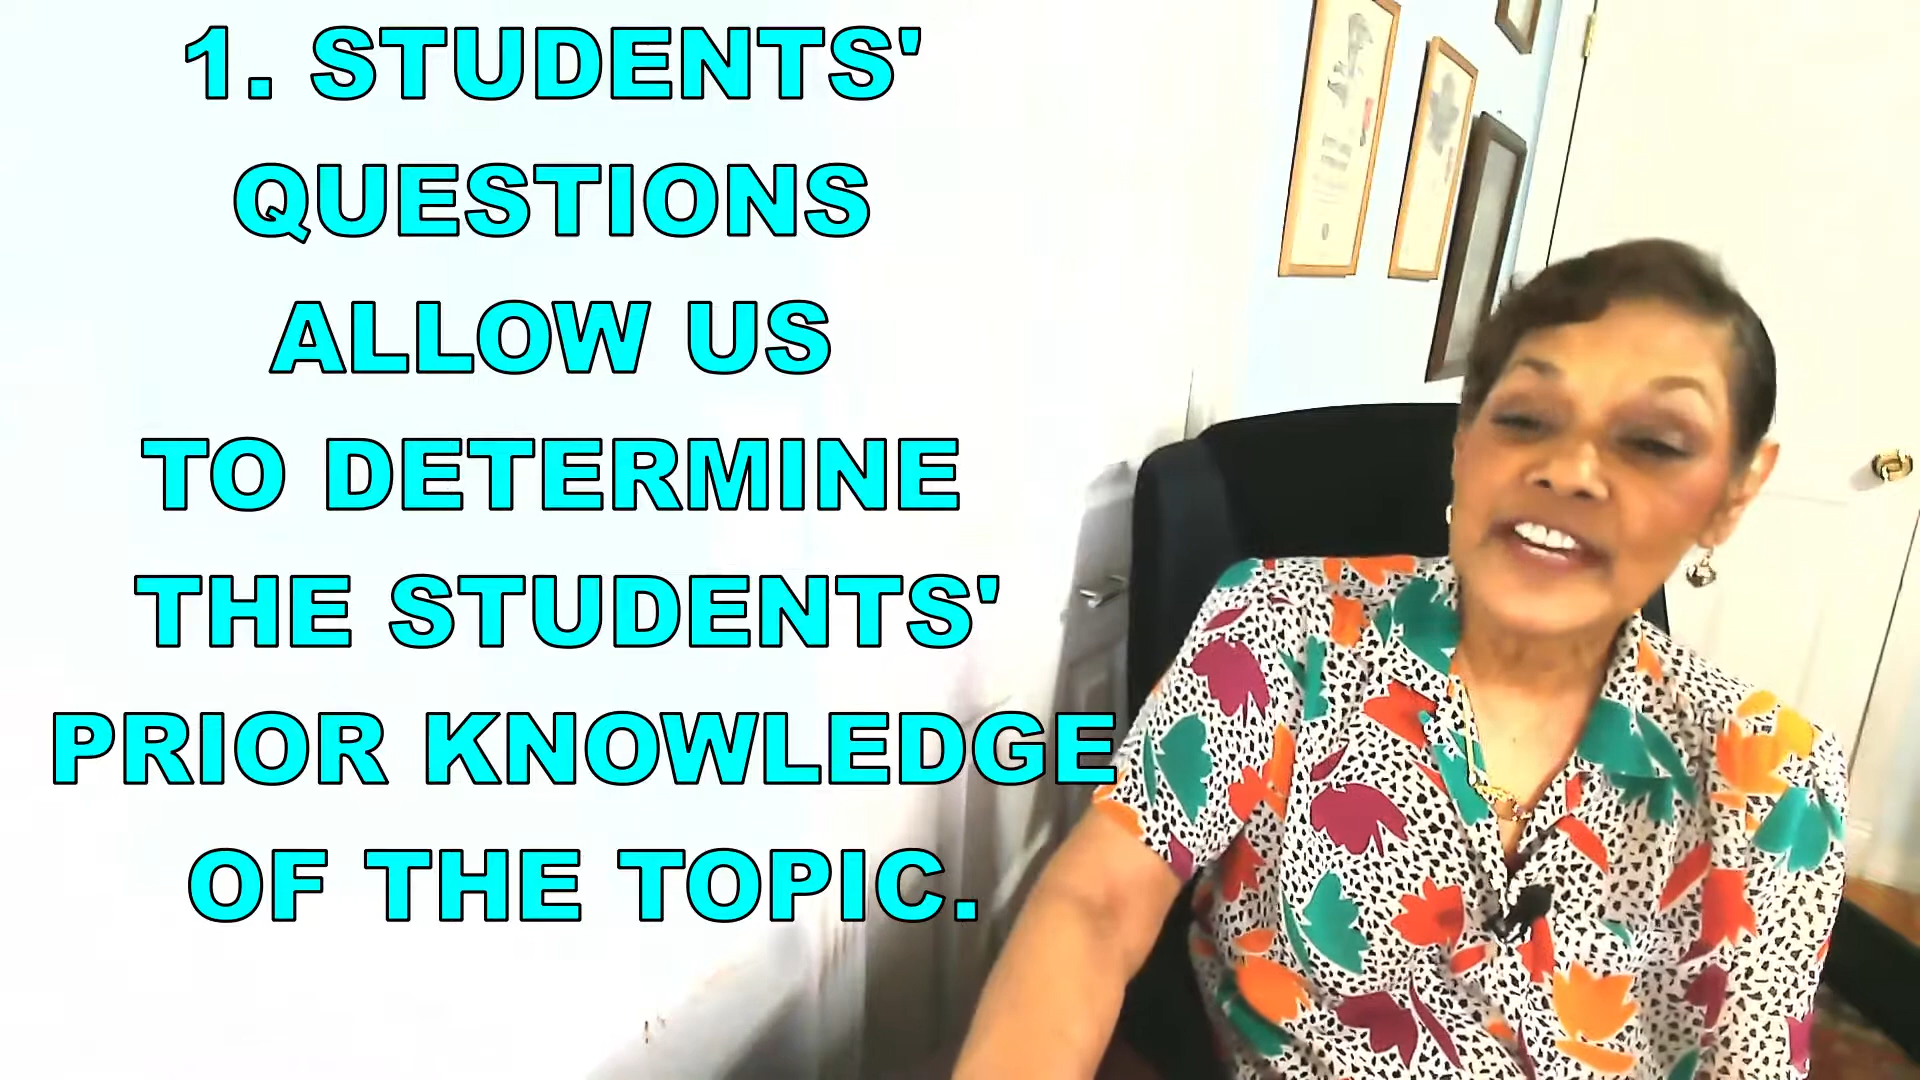 1. STUDENTS'
QUESTIONS
ALLOW US
TO DETERMINE
THE STUDENTS'
PRIOR KNOWLEDGE
OF THE TOPIC.